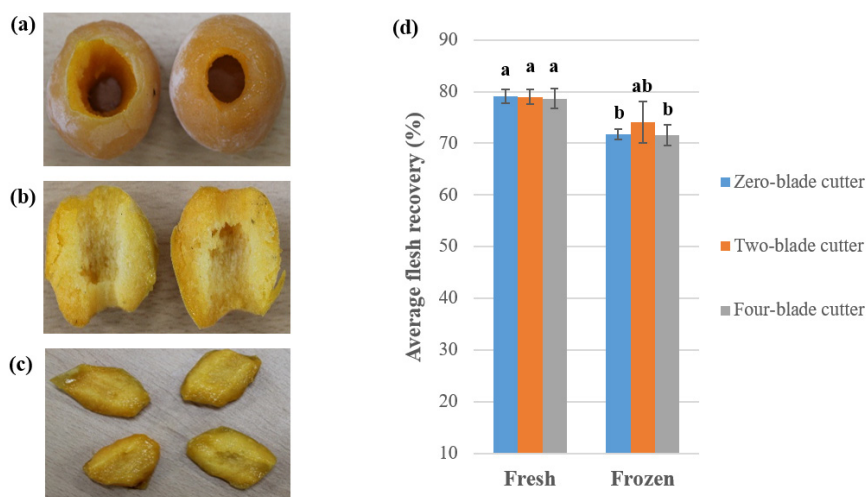 (a)
(b)
(c)
(d)
Average flesh recovery (%)
90
80
70
60
50
40
30
20
10
a a a
b ab b
Fresh Frozen
Zero-blade cutter
Two-blade cutter
Four-blade cutter